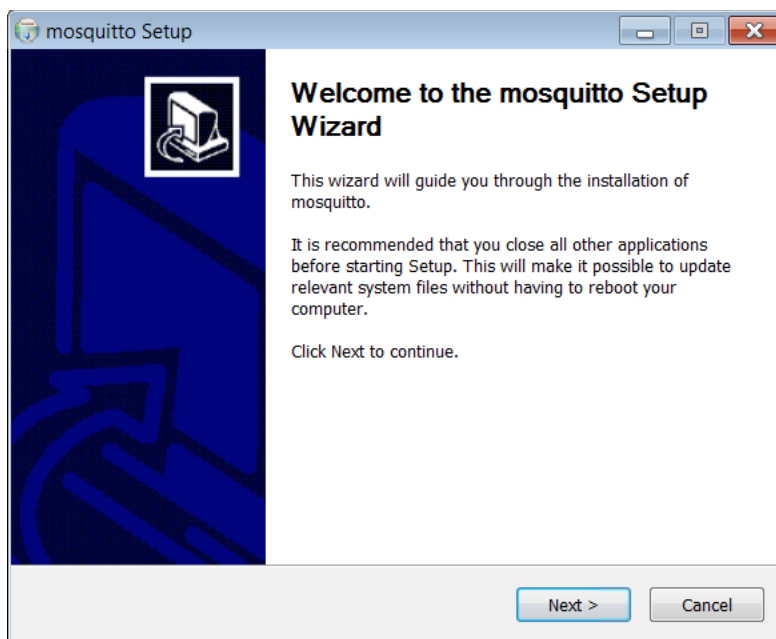 mosquitto Setup
Welcome to the mosquitto Setup
Wizard
This wizard will guide you through the installation of
mosquitto.
It is recommended that you close all other applications
before starting Setup. This will make it possible to update
relevant system files without having to reboot your
computer.
Click Next to continue.
Next >
Cancel